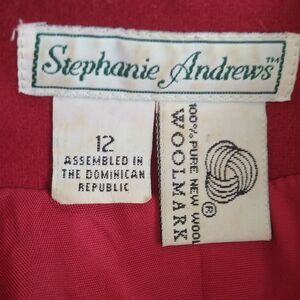 Stephanie Andrews™
12
ASSEMBLED IN
THE DOMINICAN
REPUBLIC
100% PURE NEW WOOL
WOOLMARK
®